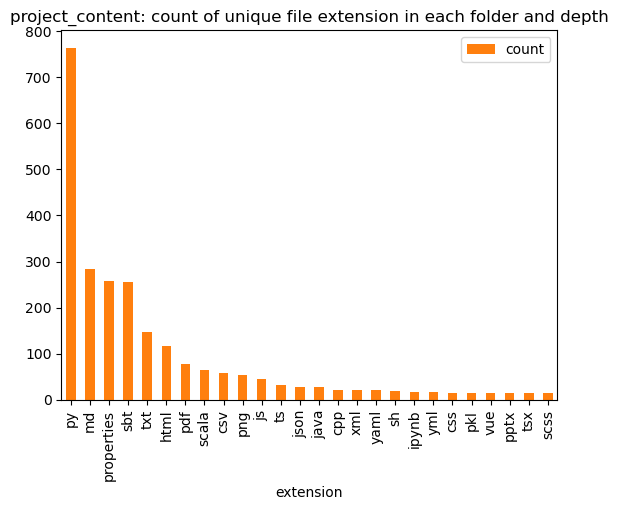 project_content: count of unique file extension in each folder and depth
count
800
700
600
500
400
300
200
100
0
py
md
properties
sbt
txt
html
pdf
scala
csv
png
js
ts
json
java
cpp
xml
yaml
sh
ipynb
yml
css
pkl
vue
pptx
tsx
scss
extension